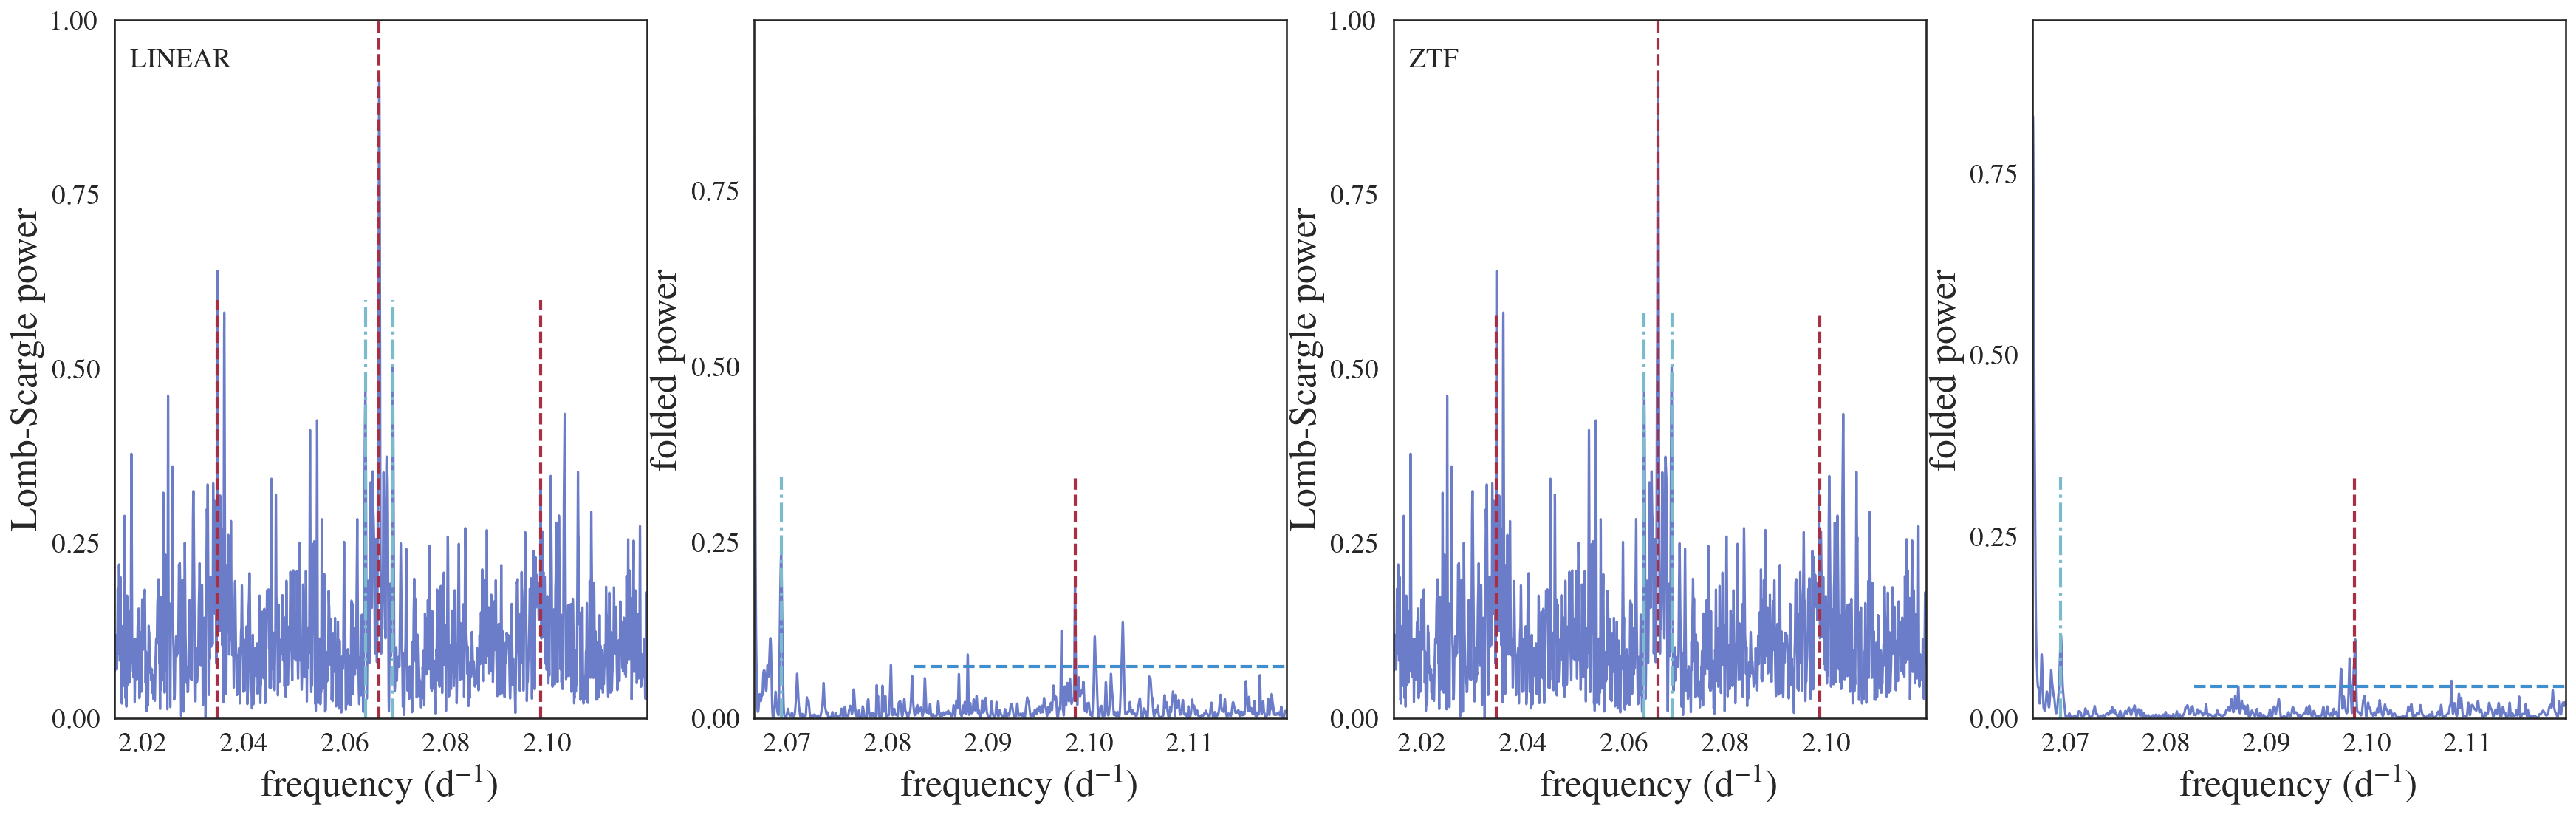 LINEAR
Lomb-Scargle power
1.00
0.75
0.50
0.25
0.00
2.02 2.04 2.06 2.08 2.10
frequency (d⁻¹)
folded power
0.75
0.50
0.25
0.00
2.07 2.08 2.09 2.10 2.11
frequency (d⁻¹)
ZTF
Lomb-Scargle power
1.00
0.75
0.50
0.25
0.00
2.02 2.04 2.06 2.08 2.10
frequency (d⁻¹)
folded power
0.75
0.50
0.25
0.00
2.07 2.08 2.09 2.10 2.11
frequency (d⁻¹)